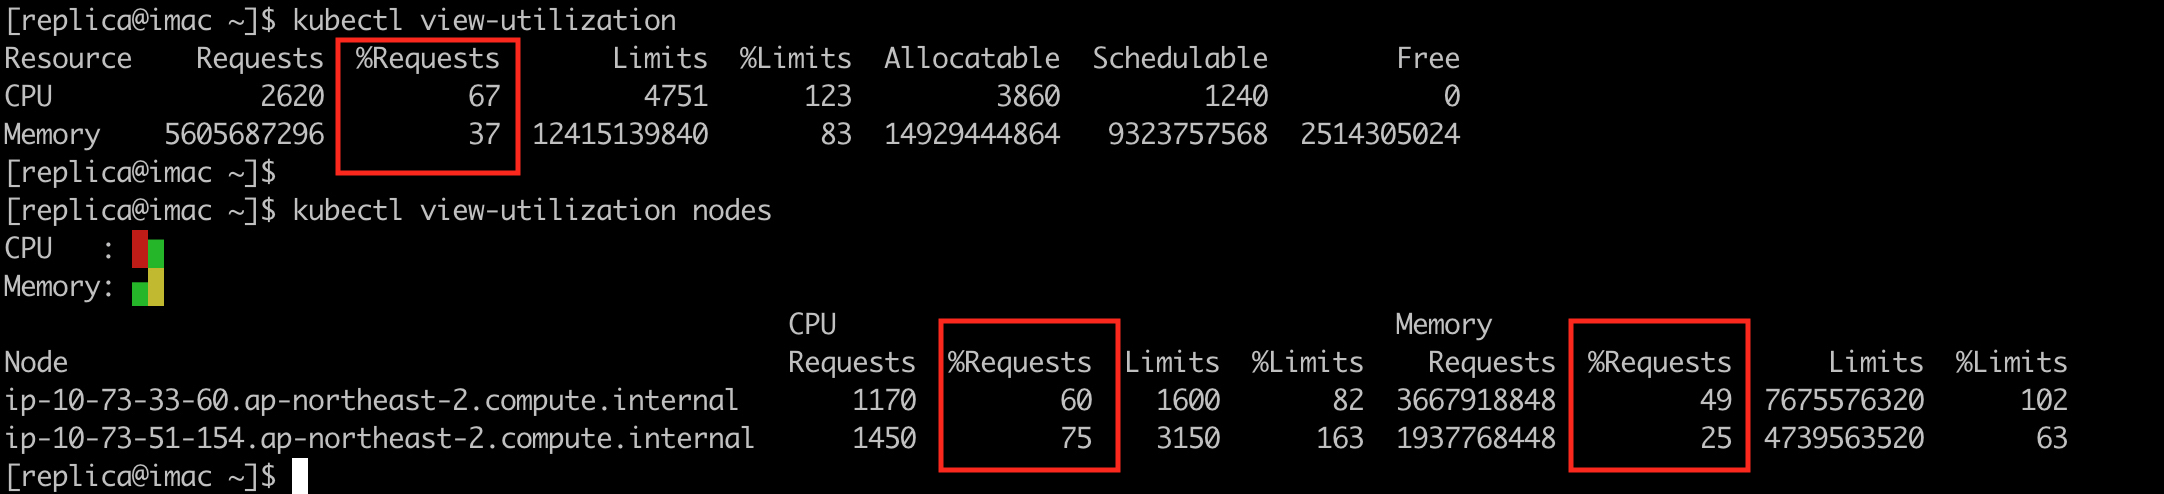 [replica@imac ~]$ kubectl view-utilization
Resource    Requests  %Requests       Limits  %Limits  Allocatable  Schedulable        Free
CPU             2620         67         4751      123         3860         1240           0
Memory    5605687296         37  12415139840       83  14929444864   9323757568  2514305024
[replica@imac ~]$
[replica@imac ~]$ kubectl view-utilization nodes
CPU   :
Memory:
CPU                                   Memory
Node                                             Requests  %Requests  Limits  %Limits    Requests  %Requests      Limits  %Limits
ip-10-73-33-60.ap-northeast-2.compute.internal       1170         60    1600       82  3667918848         49  7675576320      102
ip-10-73-51-154.ap-northeast-2.compute.internal      1450         75    3150      163  1937768448         25  4739563520       63
[replica@imac ~]$